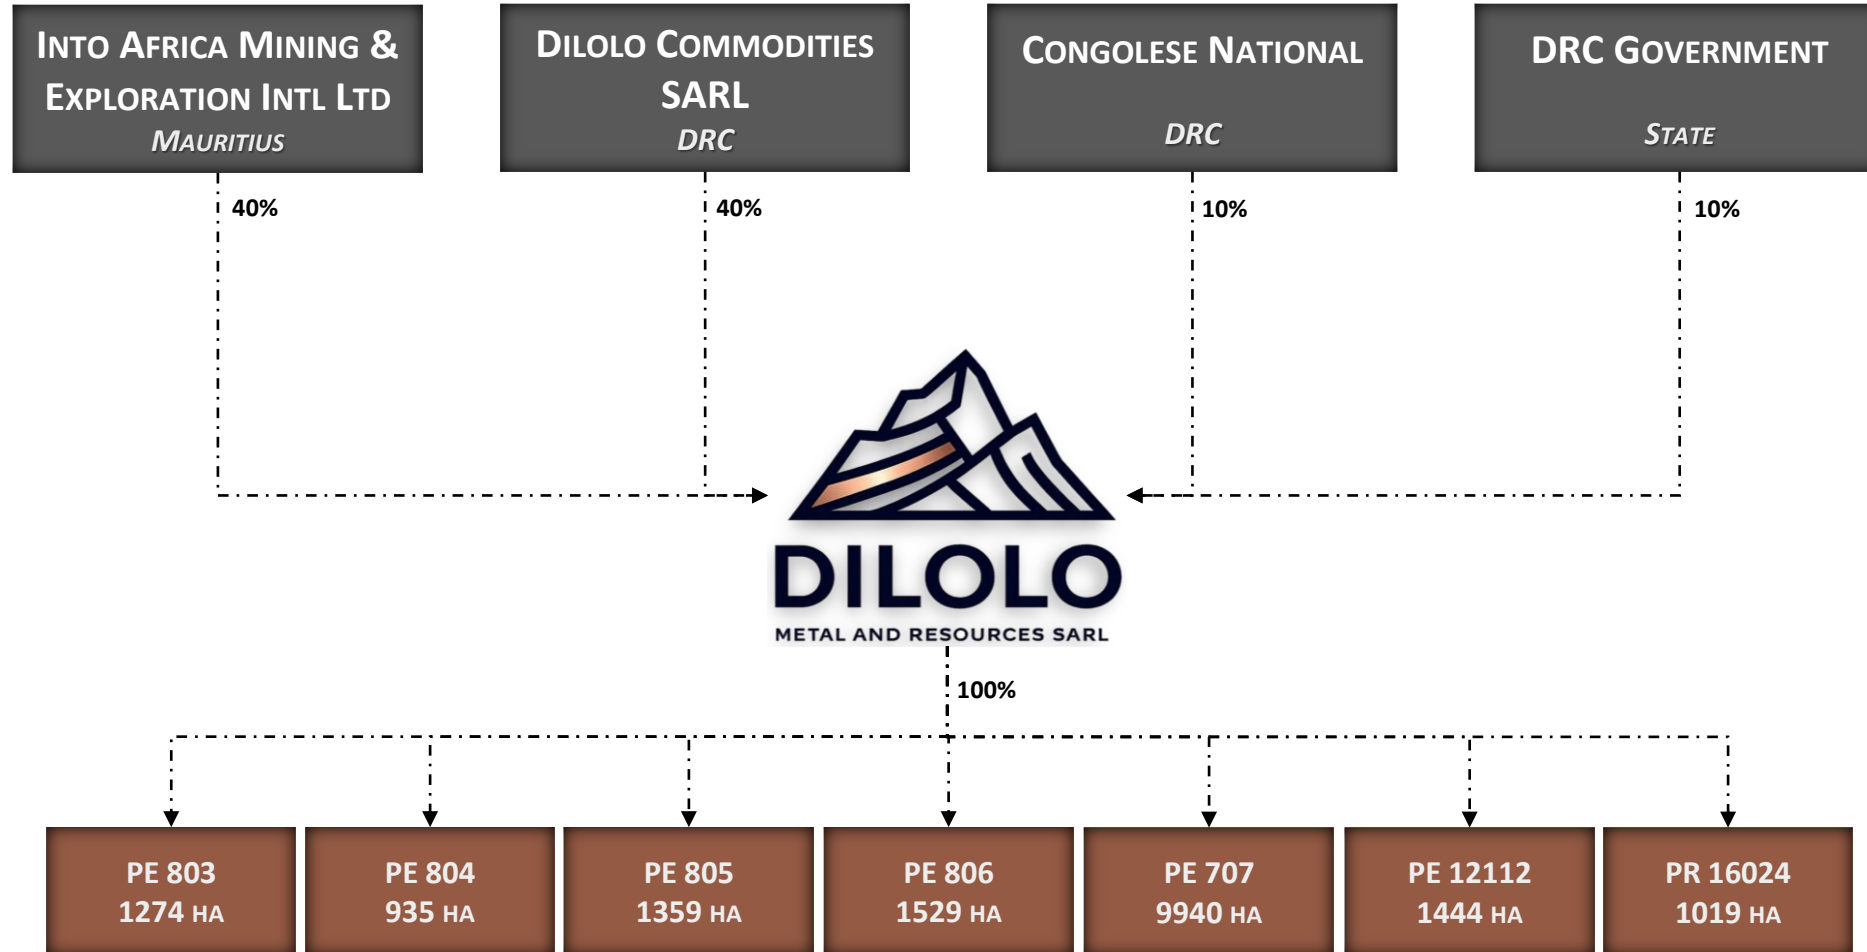 INTO AFRICA MINING &
EXPLORATION INTL LTD
MAURITIUS
DILOLO COMMODITIES
SARL
DRC
CONGOLESE NATIONAL
DRC
DRC GOVERNMENT
STATE
40%
40%
10%
10%
DILOLO
METAL AND RESOURCES SARL
100%
PE 803
1274 HA
PE 804
935 HA
PE 805
1359 HA
PE 806
1529 HA
PE 707
9940 HA
PE 12112
1444 HA
PR 16024
1019 HA